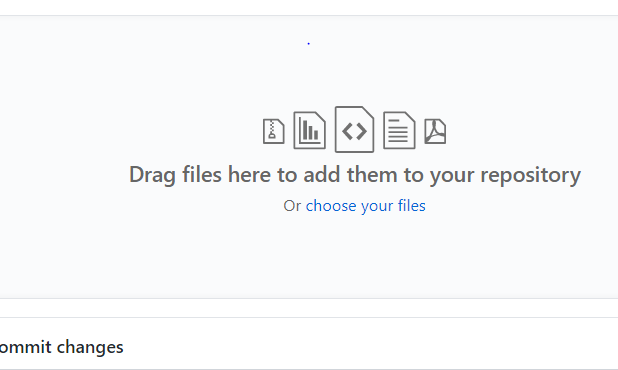 Drag files here to add them to your repository
Or choose your files
ommit changes